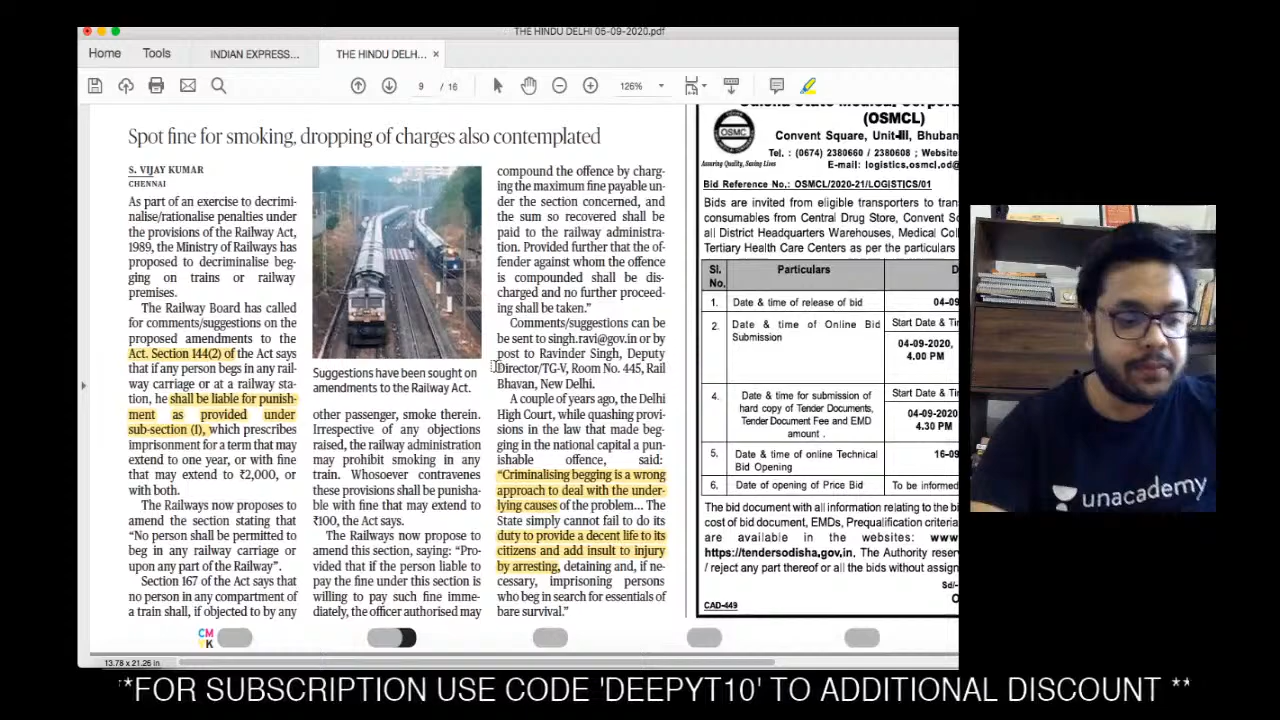 THE HINDU DELHI 05-09-2020.pdf
Home
Tools
INDIAN EXPRESS...
THE HINDU DELH... ×
9 / 16
126%
Spot fine for smoking, dropping of charges also contemplated
S. VIJAY KUMAR
CHENNAI
As part of an exercise to decrimi-
nalise/rationalise penalties under
the provisions of the Railway Act,
1989, the Ministry of Railways has
proposed to decriminalise beg-
ging on trains or railway
premises.
The Railway Board has called
for comments/suggestions on the
proposed amendments to the
Act. Section 144(2) of the Act says
that if any person begs in any rail-
way carriage or at a railway sta-
tion, he shall be liable for punish-
ment as provided under
sub-section (I), which prescribes
imprisonment for a term that may
extend to one year, or with fine
that may extend to ₹2,000, or
with both.
The Railways now proposes to
amend the section stating that
“No person shall be permitted to
beg in any railway carriage or
upon any part of the Railway”.
Section 167 of the Act says that
no person in any compartment of
a train shall, if objected to by any
Suggestions have been sought on
amendments to the Railway Act.
other passenger, smoke therein.
Irrespective of any objections
raised, the railway administration
may prohibit smoking in any
train. Whosoever contravenes
these provisions shall be punisha-
ble with fine that may extend to
₹100, the Act says.
The Railways now propose to
amend this section, saying: “Pro-
vided that if the person liable to
pay the fine under this section is
willing to pay such fine imme-
diately, the officer authorised may
compound the offence by charg-
ing the maximum fine payable un-
der the section concerned, and
the sum so recovered shall be
paid to the railway administra-
tion. Provided further that the of-
fender against whom the offence
is compounded shall be dis-
charged and no further proceed-
ing shall be taken.”
Comments/suggestions can be
be sent to singh.ravi@gov.in or by
post to Ravinder Singh, Deputy
Director/TG-V, Room No. 445, Rail
Bhavan, New Delhi.
A couple of years ago, the Delhi
High Court, while quashing provi-
sions in the law that made beg-
ging in the national capital a pun-
ishable offence, said:
“Criminalising begging is a wrong
approach to deal with the under-
lying causes of the problem... The
State simply cannot fail to do its
duty to provide a decent life to its
citizens and add insult to injury
by arresting, detaining and, if ne-
cessary, imprisoning persons
who beg in search for essentials of
bare survival.”
CM
YK
13.78 x 21.26 in
(OSMCL)
OSMC
Assuring Quality, Saving Lives
Convent Square, Unit-III, Bhuban
Tel. : (0674) 2380660 / 2380608 ; Website
E-mail: logistics.osmcl.od@
Bid Reference No.: OSMCL/2020-21/LOGISTICS/01
Bids are invited from eligible transporters to tran
consumables from Central Drug Store, Convent S
all District Headquarters Warehouses, Medical Col
Tertiary Health Care Centers as per the particulars
Sl. No. Particulars D
1. Date & time of release of bid 04-09
2. Date & time of Online Bid Submission Start Date & Tim
04-09-202
4.00 PM
4. Date & time of submission of hard copy of Tender Documents, Tender Document Fee and EMD amount . Start Date & Ti
04-09-202
4.30 PM
5. Date & time of online Technical Bid Opening 16-09
6. Date of opening of Price Bid To be informed
The bid document with all information relating to the bi
cost of bid document, EMDs, Prequalification criteria
are available in the websites: www.
https://tendersodisha,gov,in. The Authority reser
/ reject any part thereof or all the bids without assign
Sd/-
CAD-449
unacademy
**FOR SUBSCRIPTION USE CODE 'DEEPYT10' TO ADDITIONAL DISCOUNT **